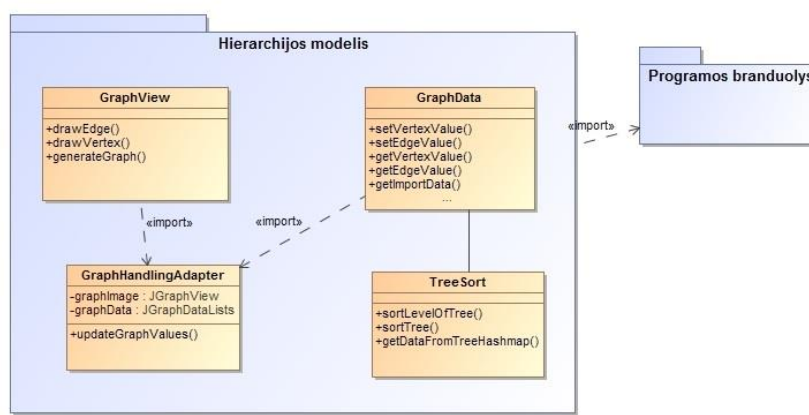 Hierarchijos modelis
GraphView
+drawEdge()
+drawVertex()
+generateGraph()
GraphData
+setVertexValue()
+setEdgeValue()
+getVertexValue()
+getEdgeValue()
+getImportData()
...
Programos branduolys
«import»
«import»
«import»
GraphHandlingAdapter
-graphImage : JGraphView
-graphData : JGraphDataLists
+updateGraphValues()
TreeSort
+sortLevelOfTree()
+sortTree()
+getDataFromTreeHashmap()